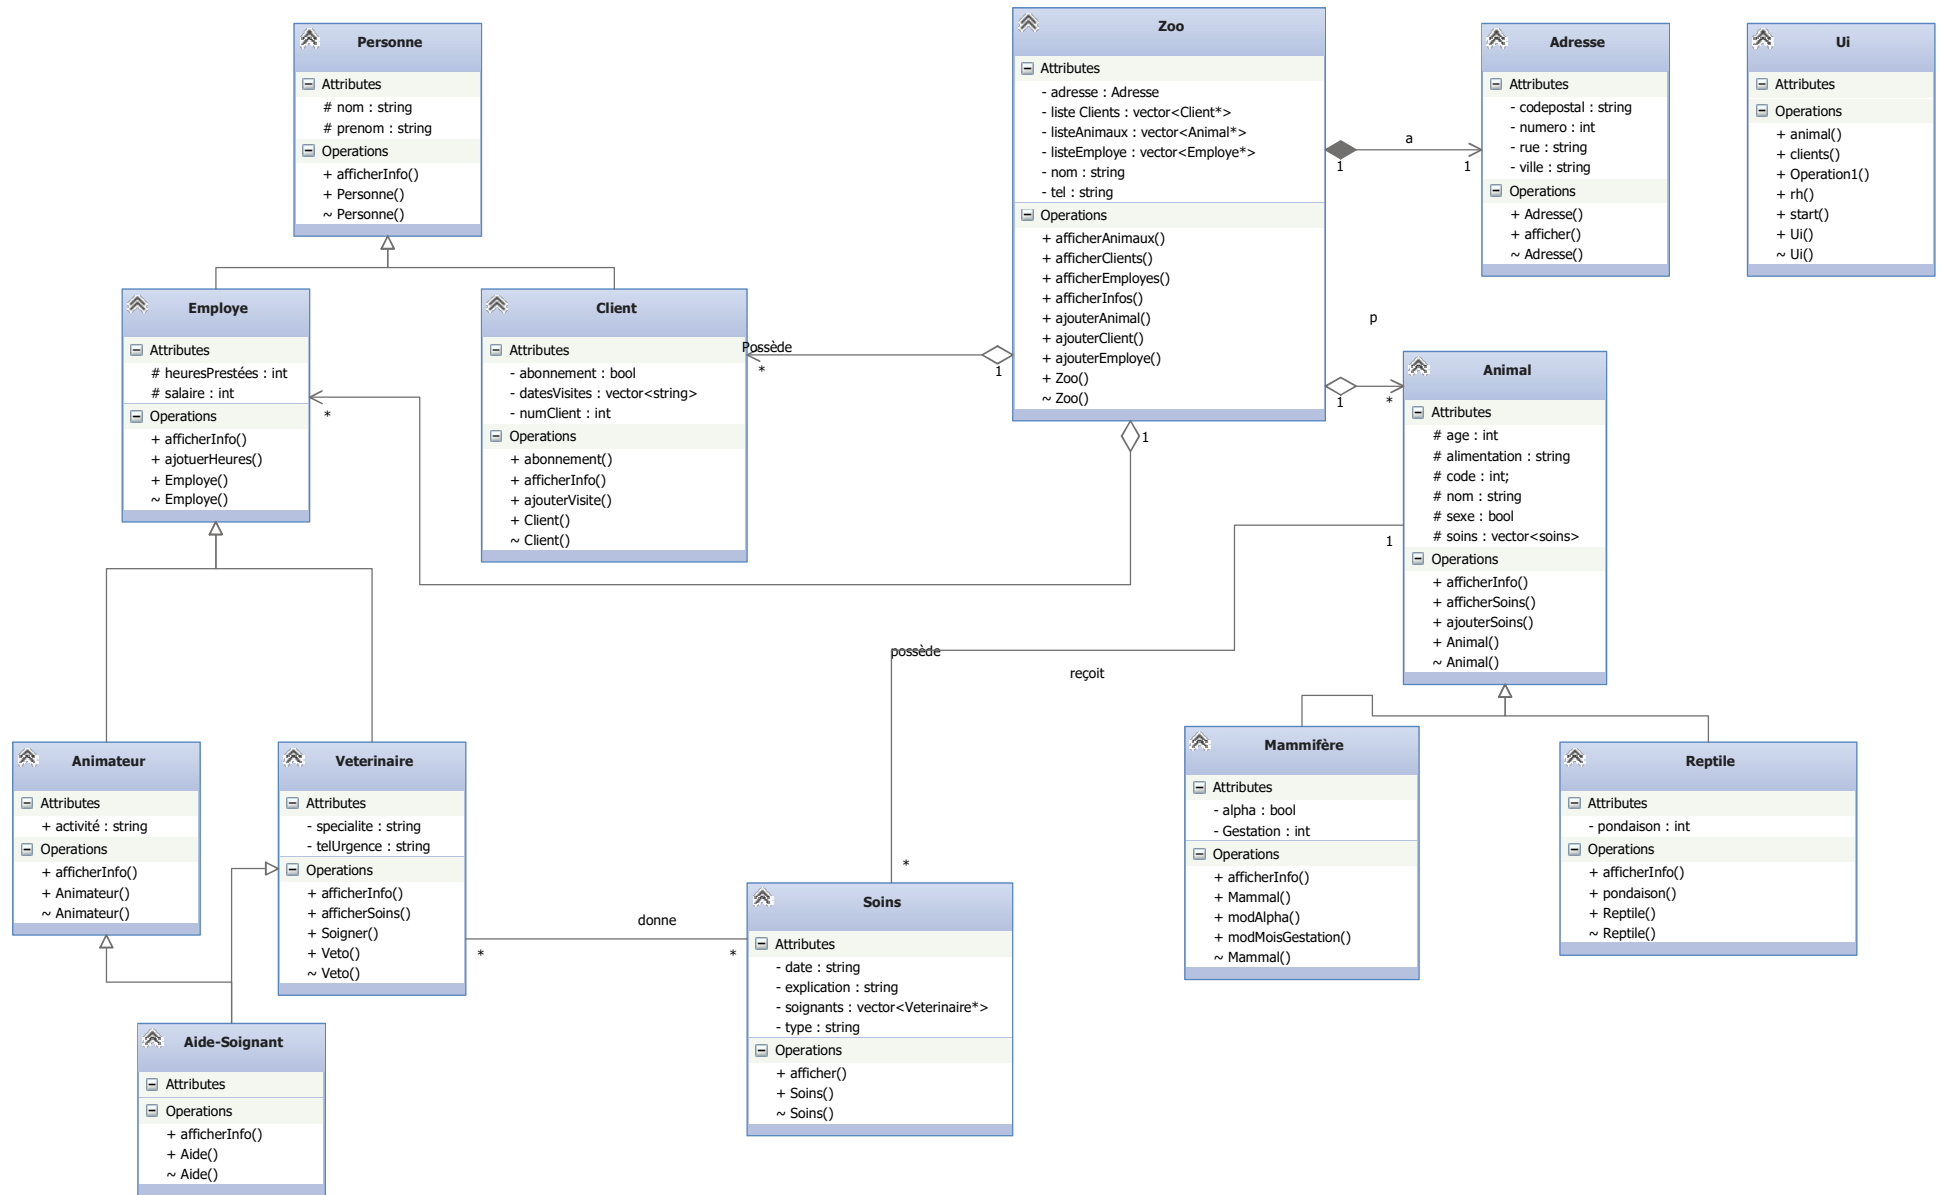 Personne
Attributes
# nom : string
# prenom : string
Operations
+ afficherInfo()
+ Personne()
~ Personne()
Zoo
Attributes
- adresse : Adresse
- liste Clients : vector<Client*>
- listeAnimaux : vector<Animal*>
- listeEmploye : vector<Employe*>
- nom : string
- tel : string
Operations
+ afficherAnimaux()
+ afficherClients()
+ afficherEmployes()
+ afficherInfos()
+ ajouterAnimal()
+ ajouterClient()
+ ajouterEmploye()
+ Zoo()
~ Zoo()
a
1
1
Adresse
Attributes
- codepostal : string
- numero : int
- rue : string
- ville : string
Operations
+ Adresse()
+ afficher()
~ Adresse()
Ui
Attributes
Operations
+ animal()
+ clients()
+ Operation1()
+ rh()
+ start()
+ Ui()
~ Ui()
Employe
Attributes
# heuresPrestées : int
# salaire : int
Operations
+ afficherInfo()
+ ajotuerHeures()
+ Employe()
~ Employe()
*
Client
Attributes
- abonnement : bool
- datesVisites : vector<string>
- numClient : int
Operations
+ abonnement()
+ afficherInfo()
+ ajouterVisite()
+ Client()
~ Client()
Possède
*
1
1
p
1
*
Animal
Attributes
# age : int
# alimentation : string
# code : int;
# nom : string
# sexe : bool
# soins : vector<soins>
Operations
+ afficherInfo()
+ afficherSoins()
+ ajouterSoins()
+ Animal()
~ Animal()
1
possède
reçoit
*
Animateur
Attributes
+ activité : string
Operations
+ afficherInfo()
+ Animateur()
~ Animateur()
Veterinaire
Attributes
- specialite : string
- telUrgence : string
Operations
+ afficherInfo()
+ afficherSoins()
+ Soigner()
+ Veto()
~ Veto()
donne
*
*
Soins
Attributes
- date : string
- explication : string
- soignants : vector<Veterinaire*>
- type : string
Operations
+ afficher()
+ Soins()
~ Soins()
Mammifère
Attributes
- alpha : bool
- Gestation : int
Operations
+ afficherInfo()
+ Mammal()
+ modAlpha()
+ modMoisGestation()
~ Mammal()
Reptile
Attributes
- pondaison : int
Operations
+ afficherInfo()
+ pondaison()
+ Reptile()
~ Reptile()
Aide-Soignant
Attributes
Operations
+ afficherInfo()
+ Aide()
~ Aide()